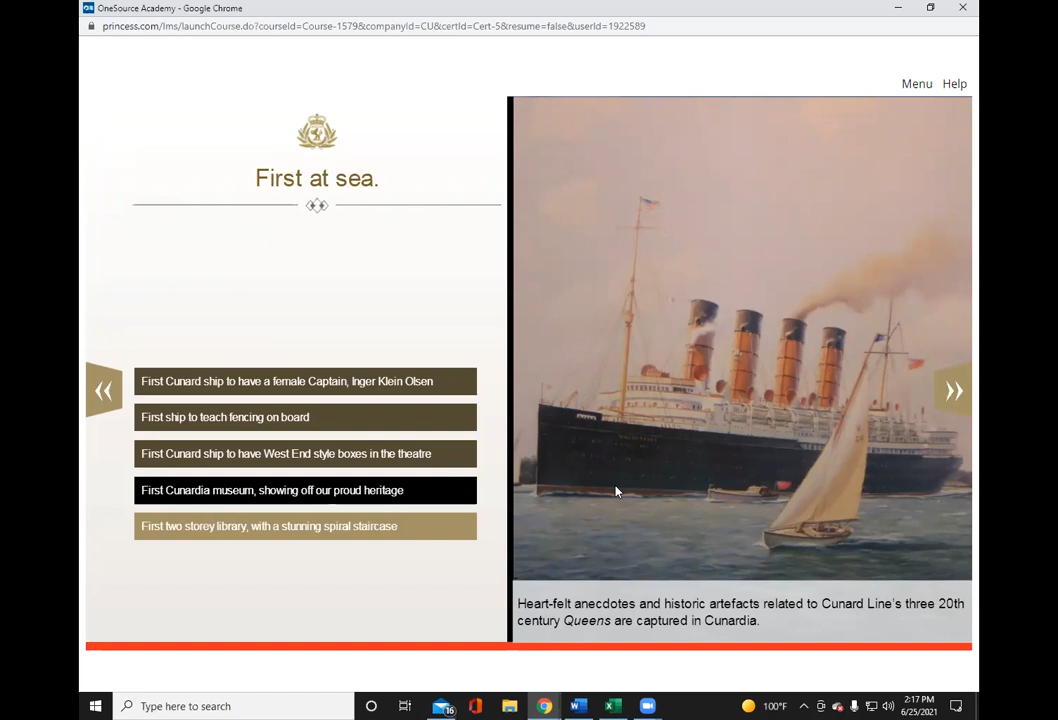 OneSource Academy - Google Chrome
princess.com/lms/launchCourse.do?courseId=Course-1579&companyId=CU&certId=Cert-5&resume=false&userId=1922589
Menu Help
First at sea.
First Cunard ship to have a female Captain, Inger Klein Olsen
First ship to teach fencing on board
First Cunard ship to have West End style boxes in the theatre
First Cunardia museum, showing off our proud heritage
First two storey library, with a stunning spiral staircase
Heart-felt anecdotes and historic artefacts related to Cunard Line's three 20th
century Queens are captured in Cunardia.
Type here to search
16
100°F
2:17 PM
6/25/2021